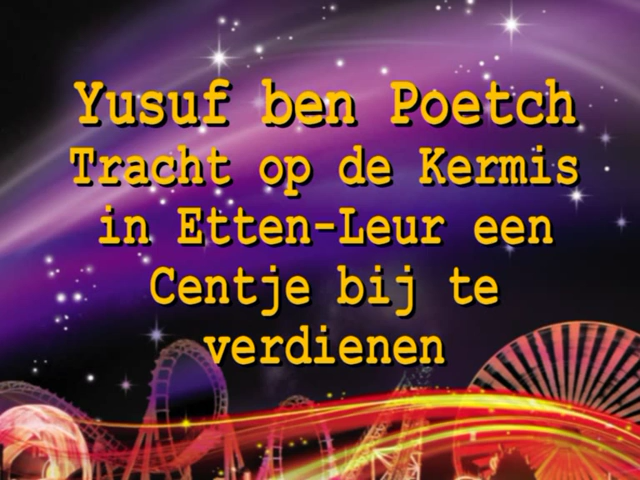 Yusuf ben Poetch
Tracht op de Kermis
in Etten-Leur een
Centje bij te
verdienen